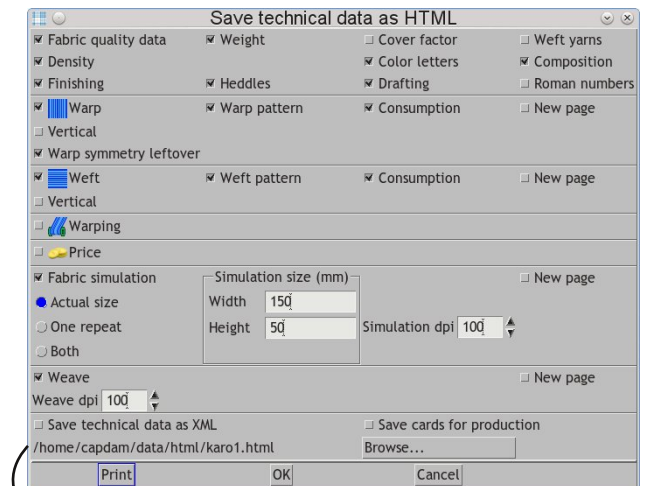 Save technical data as HTML
Fabric quality data Weight Cover factor Weft yarns
Density Color letters Composition
Finishing Heddles Drafting Roman numbers
Warp Warp pattern Consumption New page
Vertical
Warp symmetry leftover
Weft Weft pattern Consumption New page
Vertical
Warping
Price
Fabric simulation Simulation size (mm) New page
Actual size Width 150
One repeat Height 50 Simulation dpi 100
Both
Weave New page
Weave dpi 100
Save technical data as XML Save cards for production
/home/capdam/data/html/karo1.html Browse...
Print OK Cancel